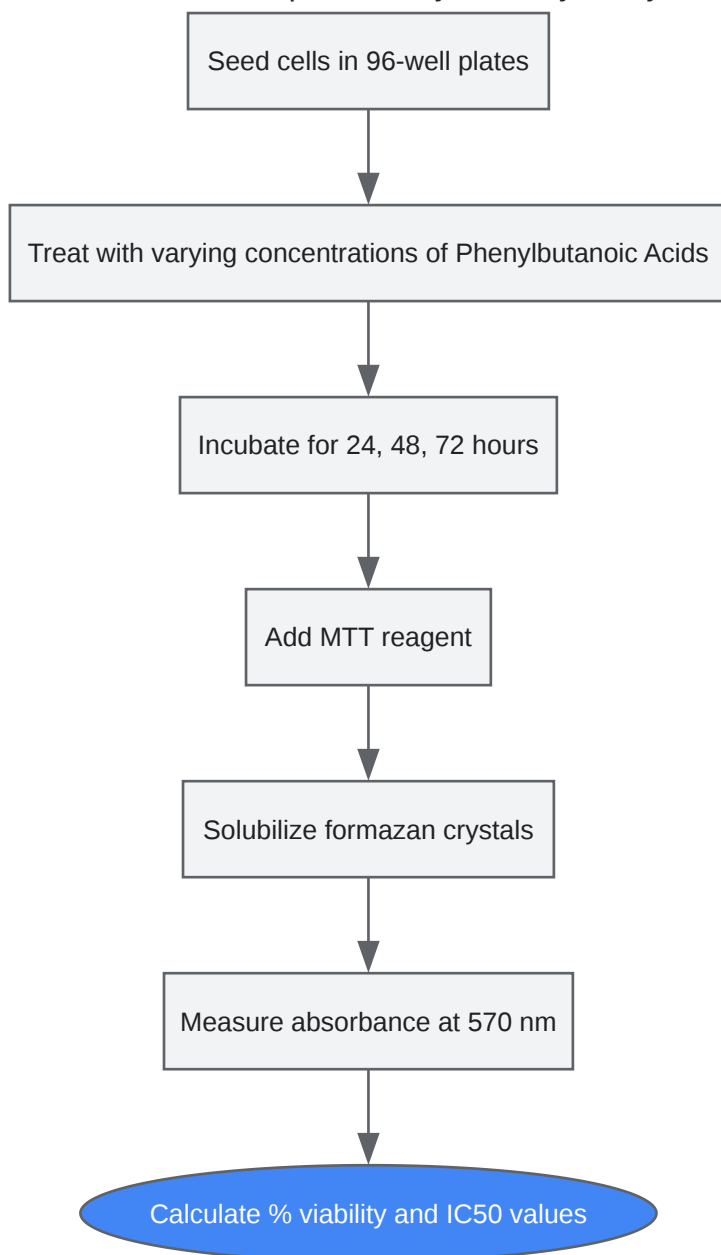 Seed cells in 96-well plates
Treat with varying concentrations of Phenylbutanoic Acids
Incubate for 24, 48, 72 hours
Add MTT reagent
Solubilize formazan crystals
Measure absorbance at 570 nm
Calculate % viability and IC50 values